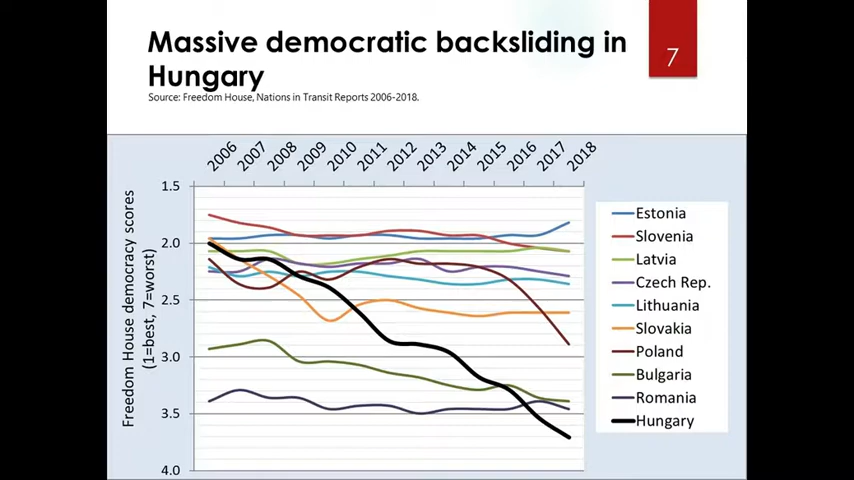 Massive democratic backsliding in
Hungary
7
Source: Freedom House, Nations in Transit Reports 2006-2018.
2006 2007 2008 2009 2010 2011 2012 2013 2014 2015 2016 2017 2018
Freedom House democracy scores
(1=best, 7=worst)
1.5
2.0
2.5
3.0
3.5
4.0
Estonia
Slovenia
Latvia
Czech Rep.
Lithuania
Slovakia
Poland
Bulgaria
Romania
Hungary